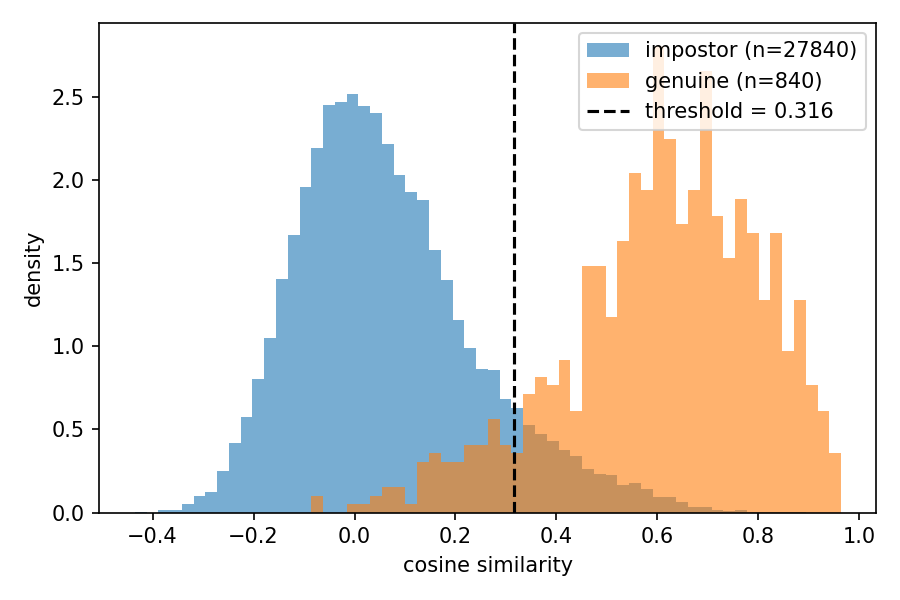 impostor (n=27840)
genuine (n=840)
threshold = 0.316
density
2.5
2.0
1.5
1.0
0.5
0.0
−0.4 −0.2 0.0 0.2 0.4 0.6 0.8 1.0
cosine similarity